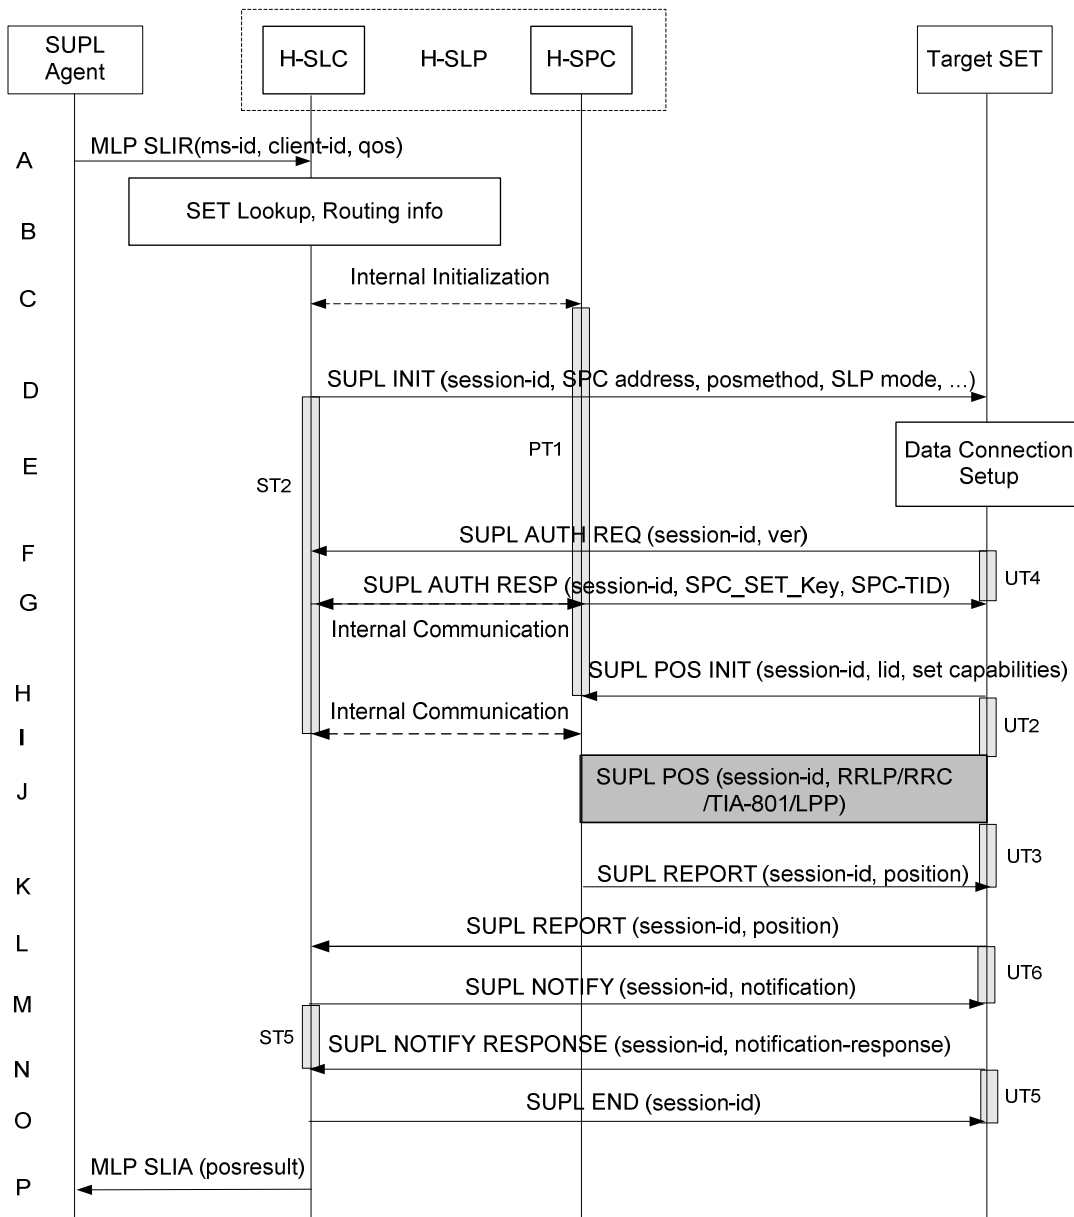 SUPL
Agent
H-SLC
H-SLP
H-SPC
Target SET
A
MLP SLIR(ms-id, client-id, qos)
B
SET Lookup, Routing info
C
Internal Initialization
D
SUPL INIT (session-id, SPC address, posmethod, SLP mode, ...)
E
ST2
PT1
Data Connection
Setup
F
SUPL AUTH REQ (session-id, ver)
UT4
G
SUPL AUTH RESP (session-id, SPC_SET_Key, SPC-TID)
Internal Communication
H
SUPL POS INIT (session-id, lid, set capabilities)
Internal Communication
I
UT2
J
SUPL POS (session-id, RRLP/RRC
/TIA-801/LPP)
UT3
K
SUPL REPORT (session-id, position)
L
SUPL REPORT (session-id, position)
UT6
M
SUPL NOTIFY (session-id, notification)
ST5
SUPL NOTIFY RESPONSE (session-id, notification-response)
N
UT5
O
SUPL END (session-id)
MLP SLIA (posresult)
P